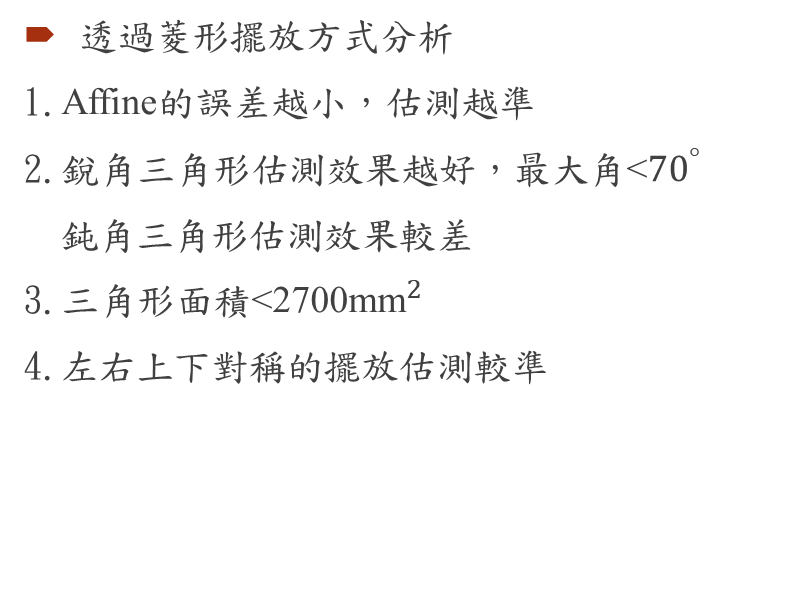 透過菱形擺放方式分析
1. Affine的誤差越小，估測越準
2. 銳角三角形估測效果越好，最大角<70°
鈍角三角形估測效果較差
3. 三角形面積<2700mm²
4. 左右上下對稱的擺放估測較準